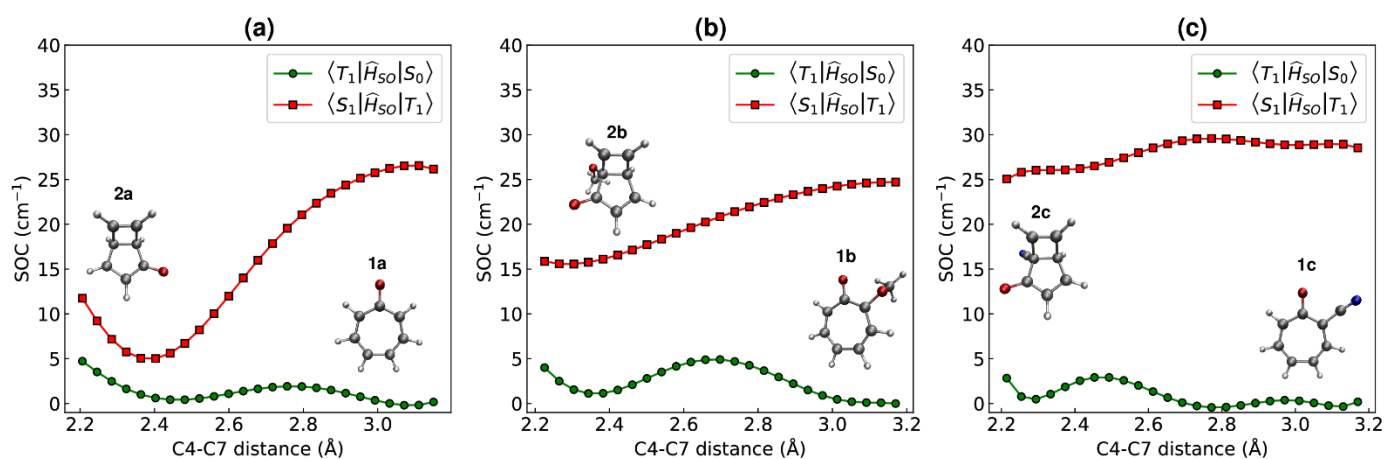 (a)
40
35
30
25
20
15
10
5
0
SOC (cm⁻¹)
⟨T₁|Ĥ_SO|S₀⟩
⟨S₁|Ĥ_SO|T₁⟩
2a
1a
2.2 2.4 2.6 2.8 3.0
C4-C7 distance (Å)
(b)
40
35
30
25
20
15
10
5
0
SOC (cm⁻¹)
⟨T₁|Ĥ_SO|S₀⟩
⟨S₁|Ĥ_SO|T₁⟩
2b
1b
2.2 2.4 2.6 2.8 3.0 3.2
C4-C7 distance (Å)
(c)
40
35
30
25
20
15
10
5
0
SOC (cm⁻¹)
⟨T₁|Ĥ_SO|S₀⟩
⟨S₁|Ĥ_SO|T₁⟩
2c
1c
2.2 2.4 2.6 2.8 3.0 3.2
C4-C7 distance (Å)